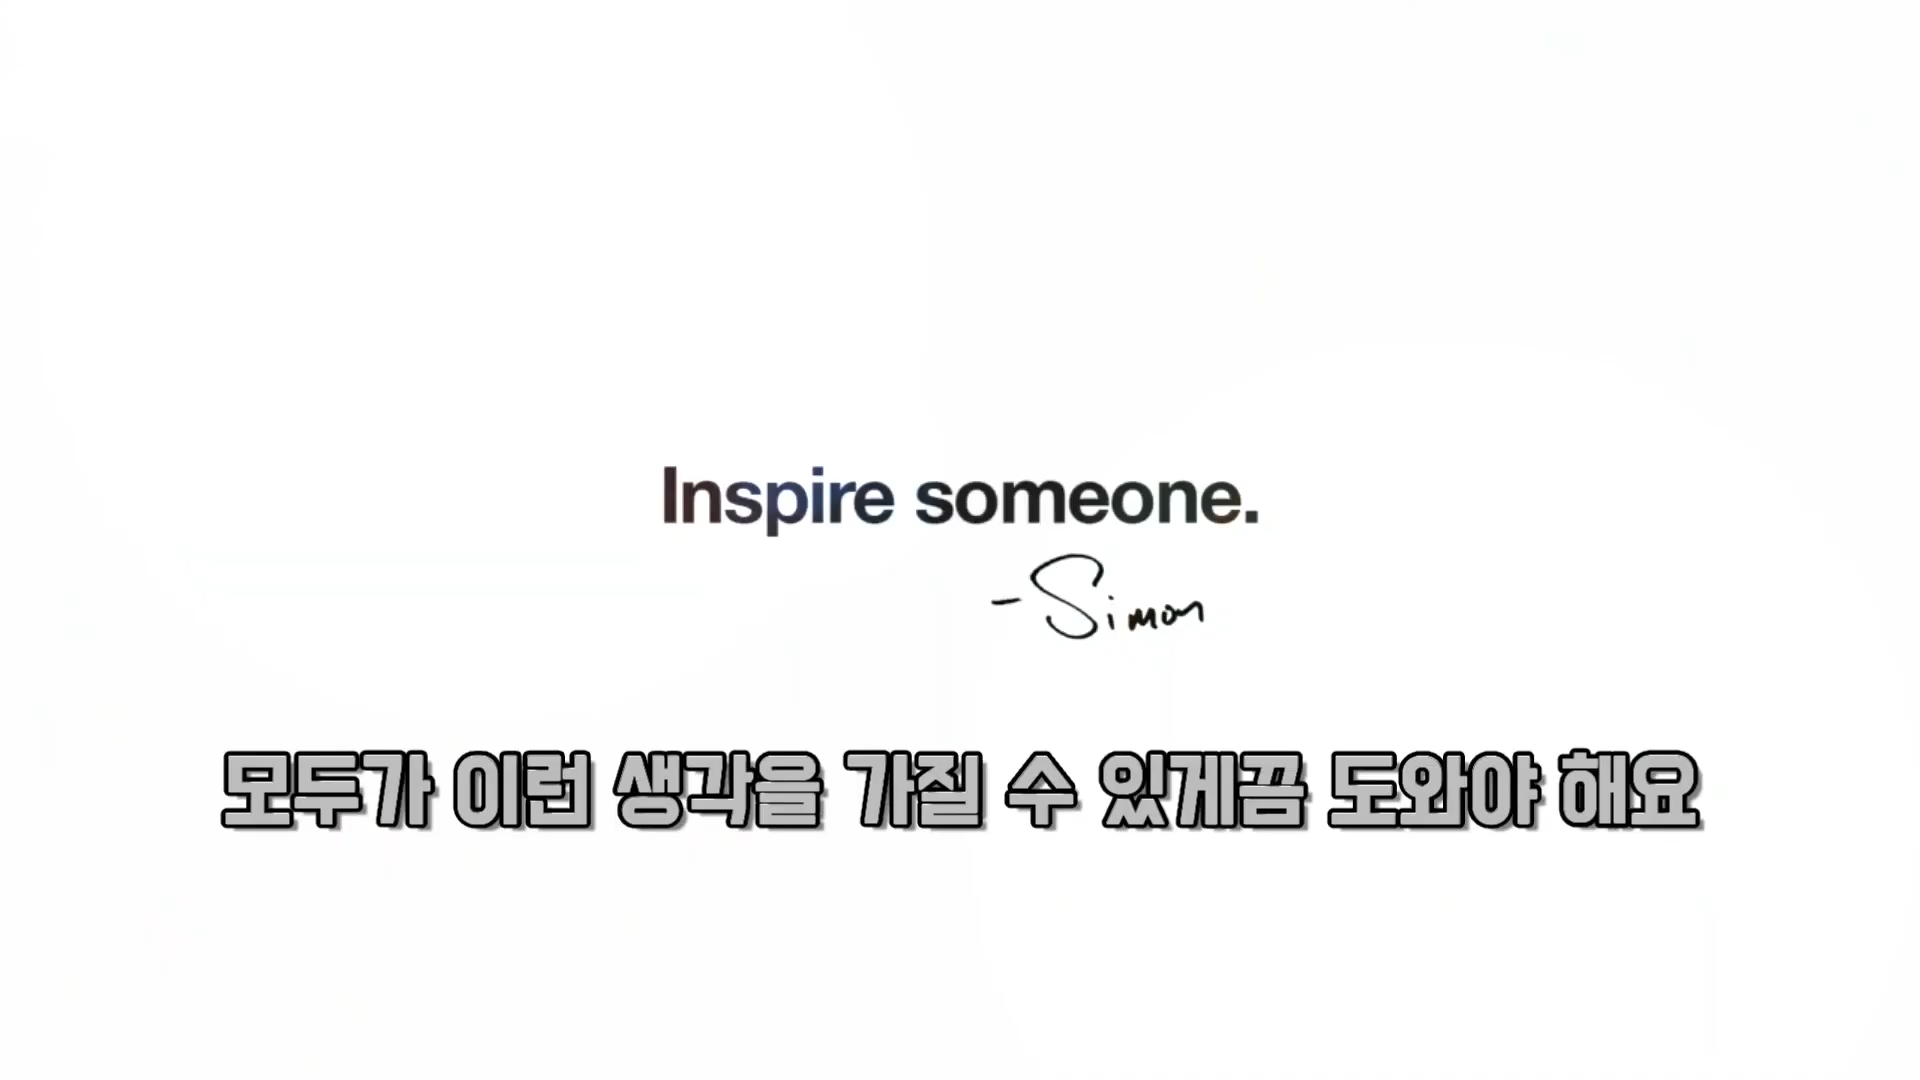 Inspire someone.
-Simon
모두가 이런 생각을 가질 수 있게끔 도와야 해요